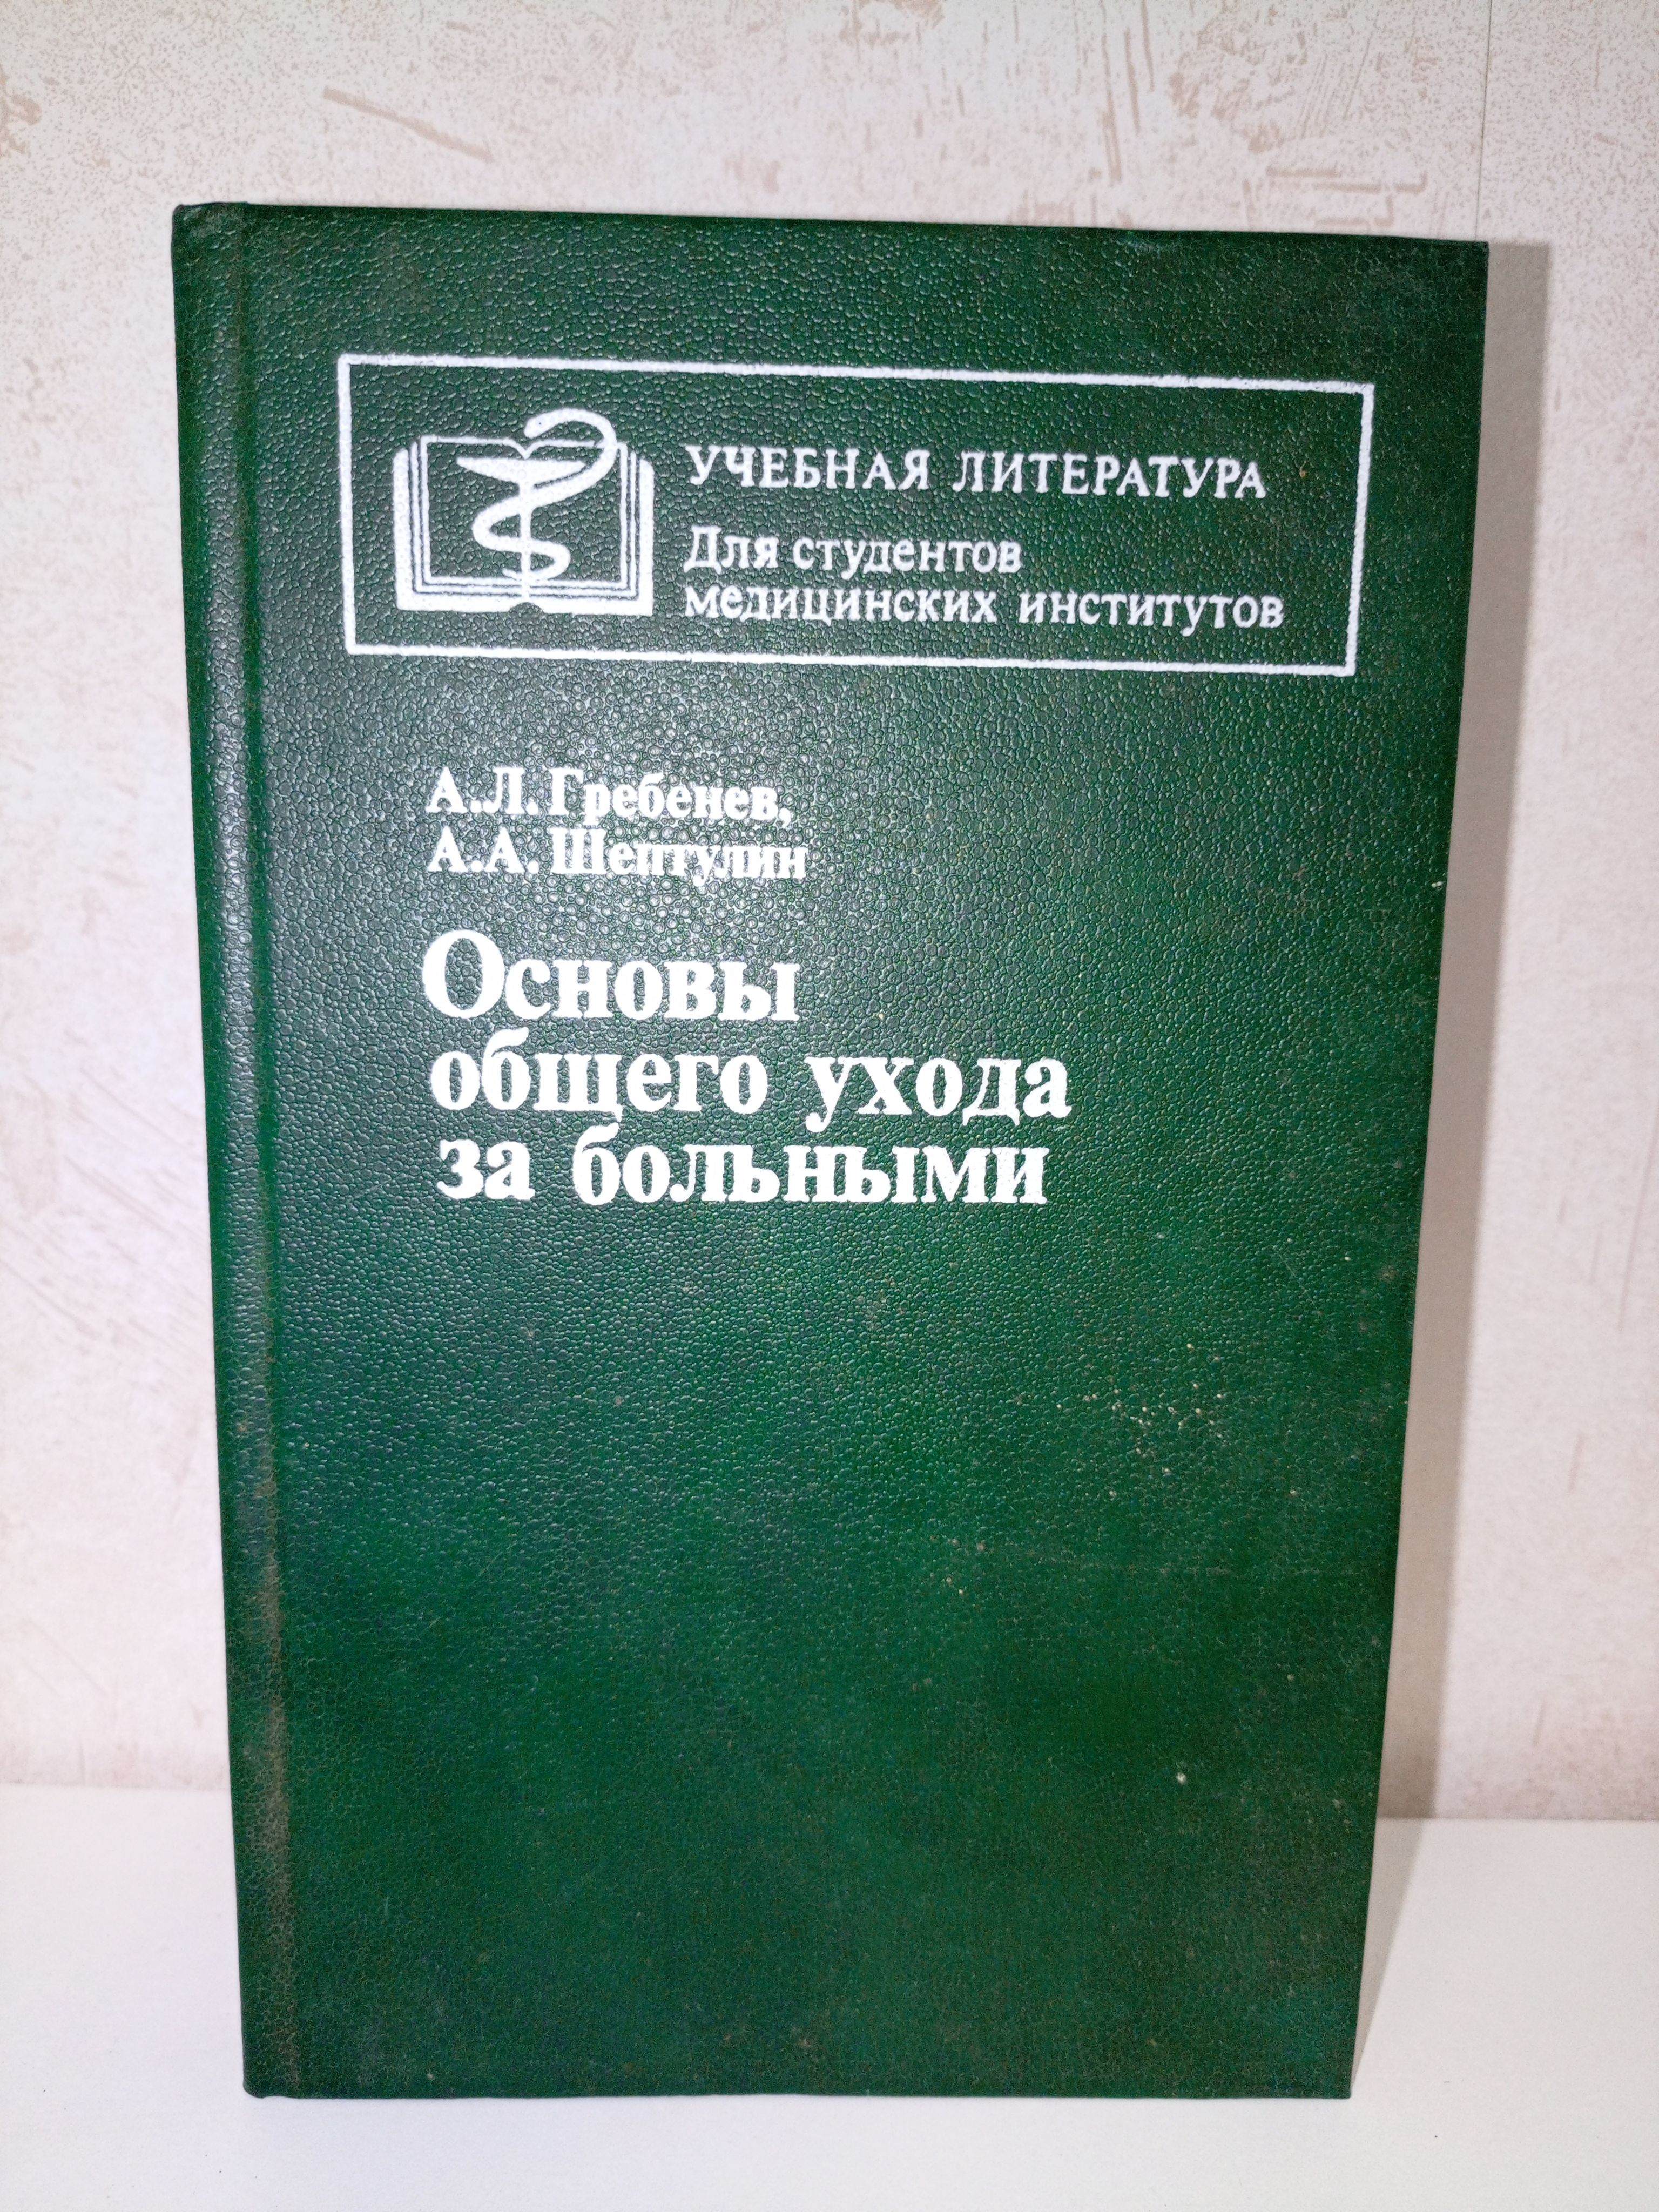 УЧЕБНАЯ ЛИТЕРАТУРА
Для студентов
медицинских институтов
А.Л. Гребенев,
А.А. Шептулин
Основы
общего ухода
за больными